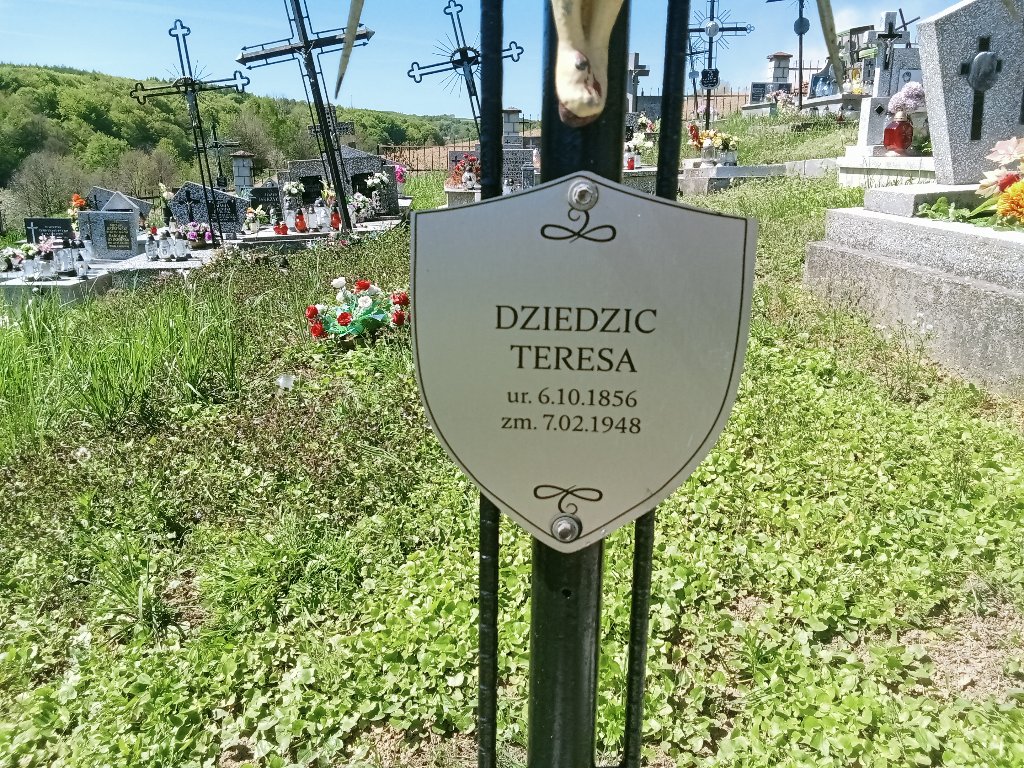 DZIEDZIC
TERESA
ur. 6.10.1856
zm. 7.02.1948